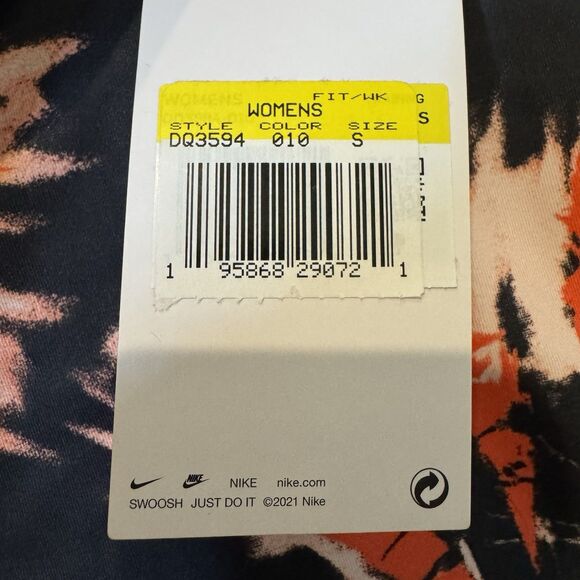 FIT/WK
WOMENS
STYLE COLOR SIZE
DQ3594 010 S
1 95868 29072 1
G
S
NIKE nike.com
SWOOSH JUST DO IT ©2021 Nike